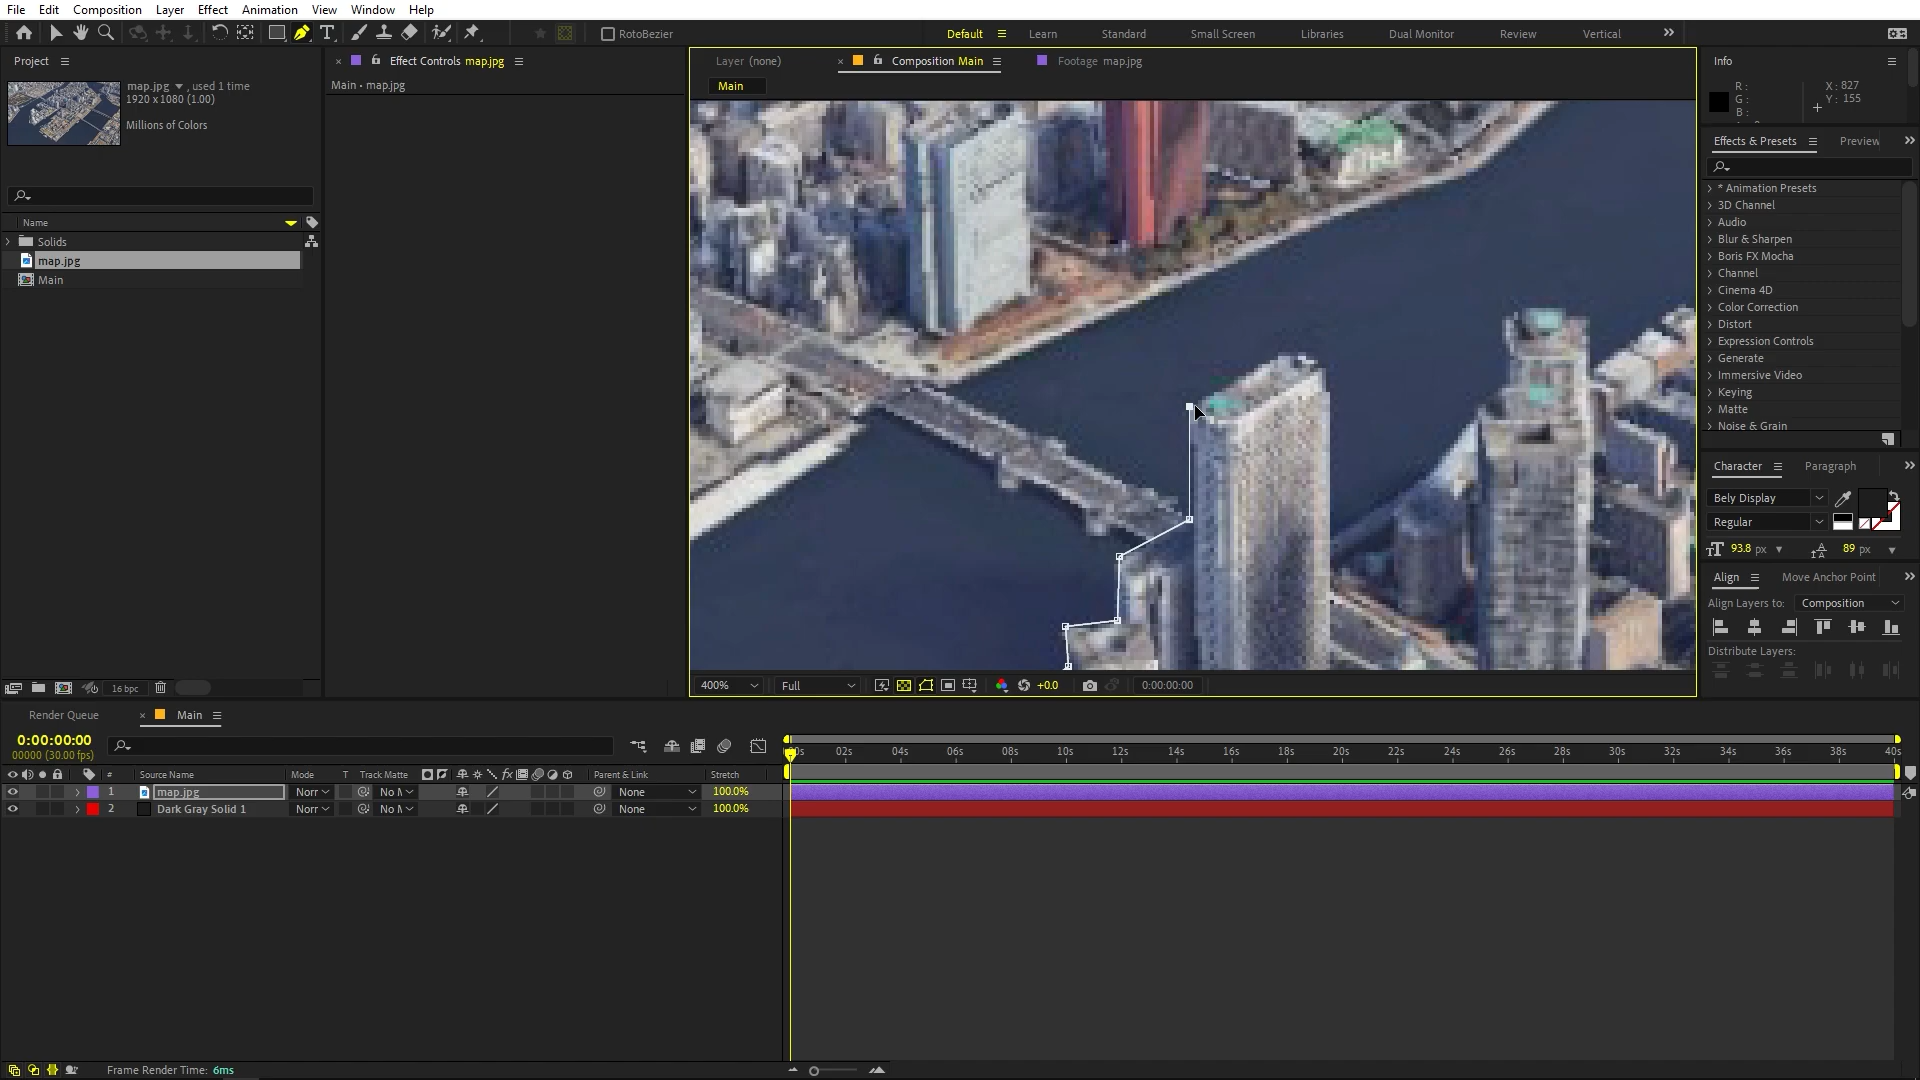 File Edit Composition Layer Effect Animation View Window Help
RotoBezier
Default Learn Standard Small Screen Libraries Dual Monitor Review Vertical
Project
map.jpg , used 1 time
1920 x 1080 (1.00)
Millions of Colors
Name
Solids
map.jpg
Main
16 bpc
Effect Controls map.jpg
Main • map.jpg
Layer (none)
Composition Main
Footage map.jpg
Main
400%
Full
+0.0
0:00:00:00
Info
R :
G :
B :
X : 827
Y : 155
Effects & Presets
Preview
* Animation Presets
3D Channel
Audio
Blur & Sharpen
Boris FX Mocha
Channel
Cinema 4D
Color Correction
Distort
Expression Controls
Generate
Immersive Video
Keying
Matte
Noise & Grain
Character
Paragraph
Bely Display
Regular
93.8 px
89 px
Align
Move Anchor Point
Align Layers to: Composition
Distribute Layers:
Render Queue
Main
0:00:00:00
00000 (30.00 fps)
# Source Name Mode T Track Matte Parent & Link Stretch
1 map.jpg Norr No None 100.0%
2 Dark Gray Solid 1 Norr No None 100.0%
02s 04s 06s 08s 10s 12s 14s 16s 18s 20s 22s 24s 26s 28s 30s 32s 34s 36s 38s 40s
Frame Render Time: 6ms